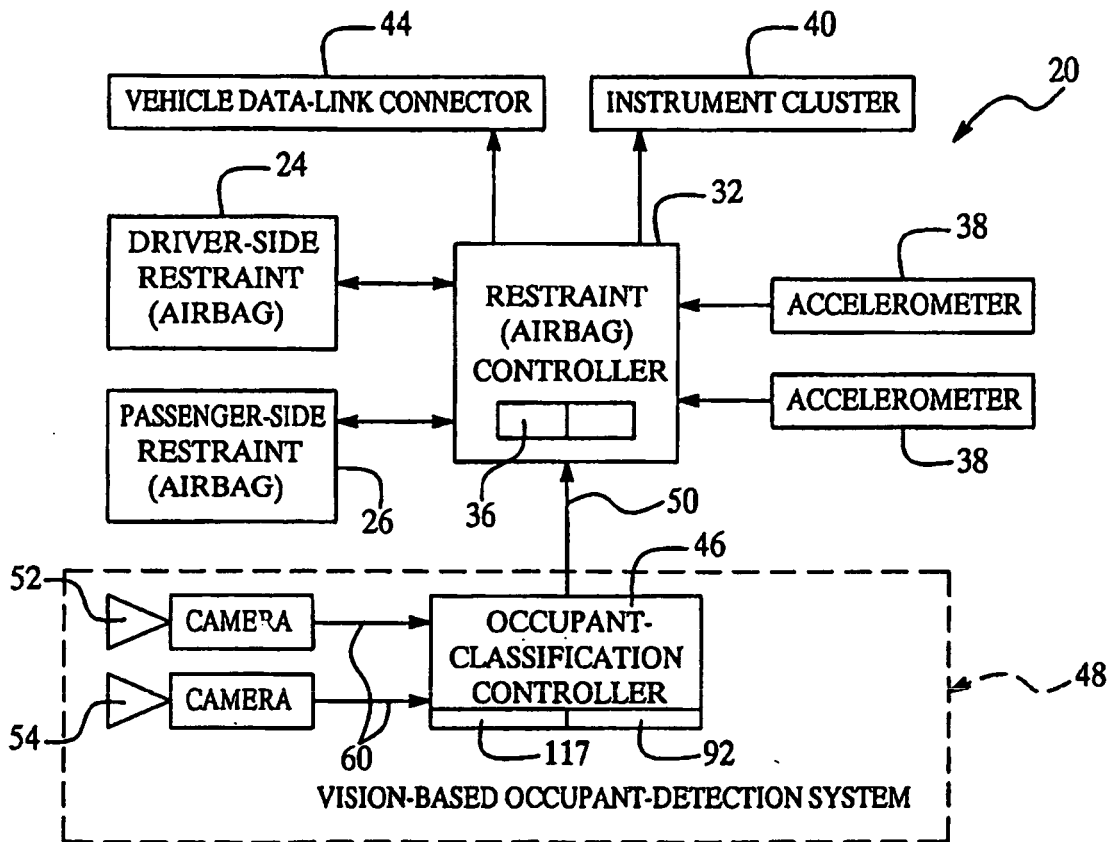 44
40
20
VEHICLE DATA-LINK CONNECTOR
INSTRUMENT CLUSTER
24
32
38
DRIVER-SIDE
RESTRAINT
(AIRBAG)
RESTRAINT
(AIRBAG)
CONTROLLER
ACCELEROMETER
PASSENGER-SIDE
RESTRAINT
(AIRBAG)
ACCELEROMETER
38
26
36
50
46
52
CAMERA
OCCUPANT-
CLASSIFICATION
CONTROLLER
54
CAMERA
48
60
117
92
VISION-BASED OCCUPANT-DETECTION SYSTEM